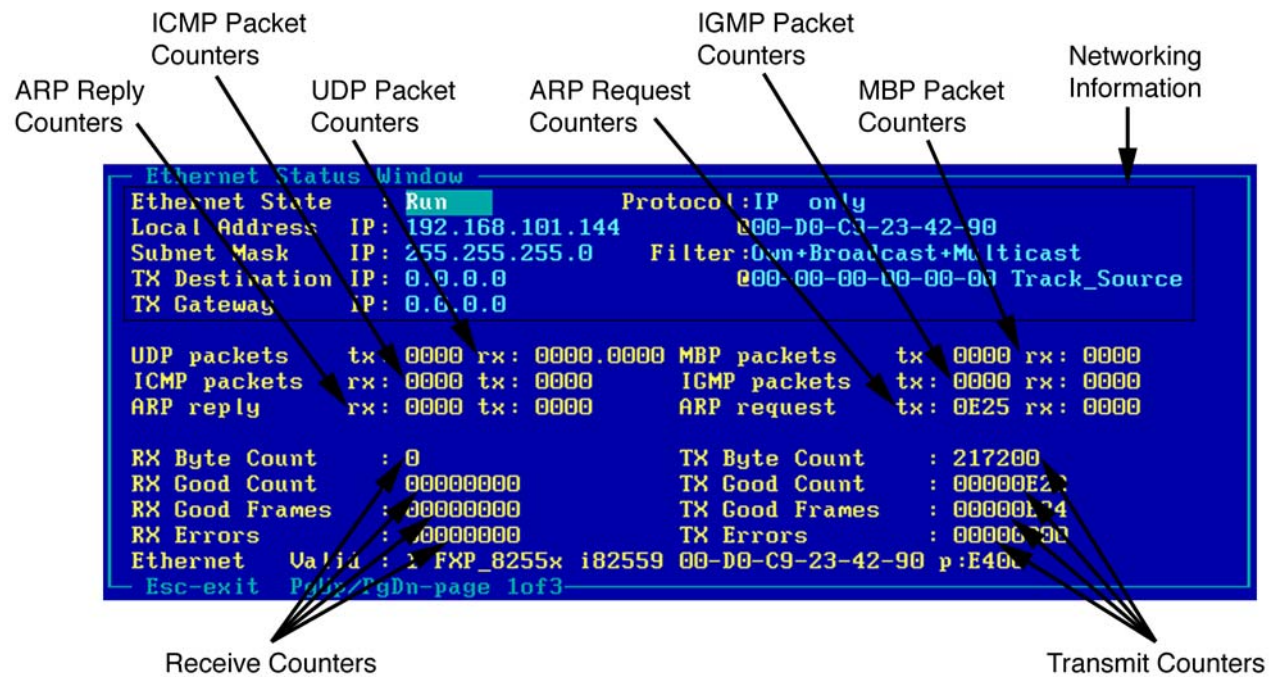 ICMP Packet
Counters
IGMP Packet
Counters
Networking
Information
ARP Reply
Counters
UDP Packet
Counters
ARP Request
Counters
MBP Packet
Counters
Ethernet Status Window
Ethernet State : Run Protocol:IP only
Local Address IP: 192.168.101.144 @00-D0-C9-23-42-90
Subnet Mask IP: 255.255.255.0 Filter:Own+Broadcast+Multicast
TX Destination IP: 0.0.0.0 @00-00-00-00-00-00 Track_Source
TX Gateway IP: 0.0.0.0
UDP packets tx: 0000 rx: 0000.0000 MBP packets tx: 0000 rx: 0000
ICMP packets rx: 0000 tx: 0000 IGMP packets tx: 0000 rx: 0000
ARP reply rx: 0000 tx: 0000 ARP request tx: 0E25 rx: 0000
RX Byte Count : 0 TX Byte Count : 217200
RX Good Count : 00000000 TX Good Count :
RX Good Frames : 00000000 TX Good Frames :
RX Errors : 00000000 TX Errors : 00000000
Ethernet Valid : FXP_8255x i82559 00-D0-C9-23-42-90 p:E400
Esc-exit PgUp/PgDn-page 1of3
Receive Counters
Transmit Counters